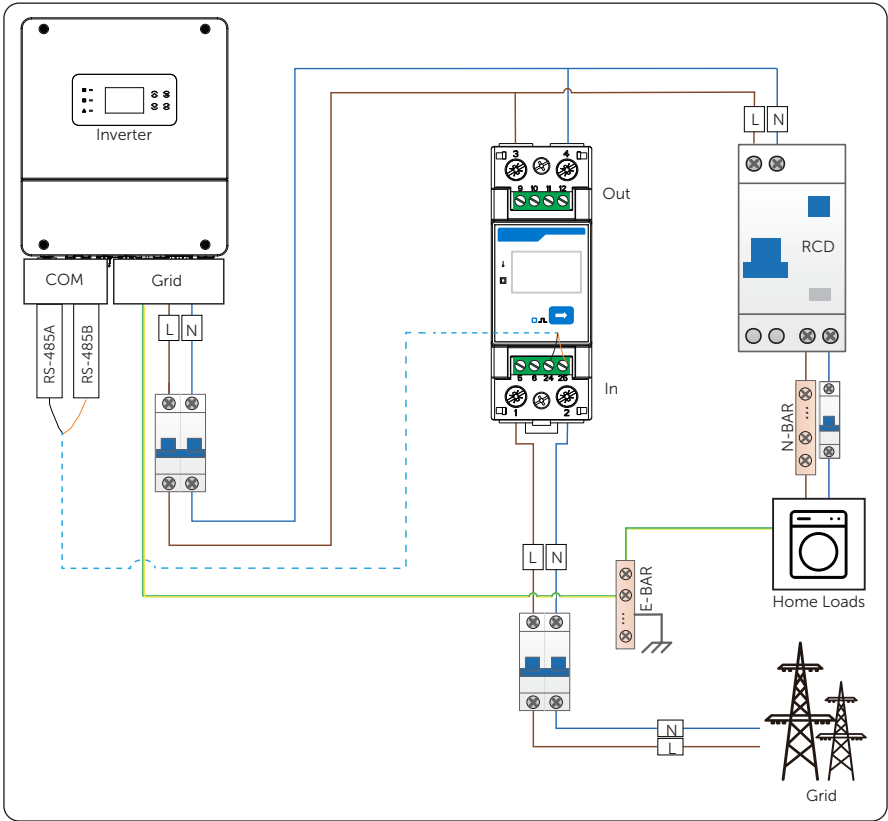 Inverter
COM
Grid
RS-485A
RS-485B
L
N
3
4
9 10 11 12
Out
5 6 24 25
In
1
2
L
N
RCD
N-BAR
L
N
E-BAR
Home Loads
N
L
Grid